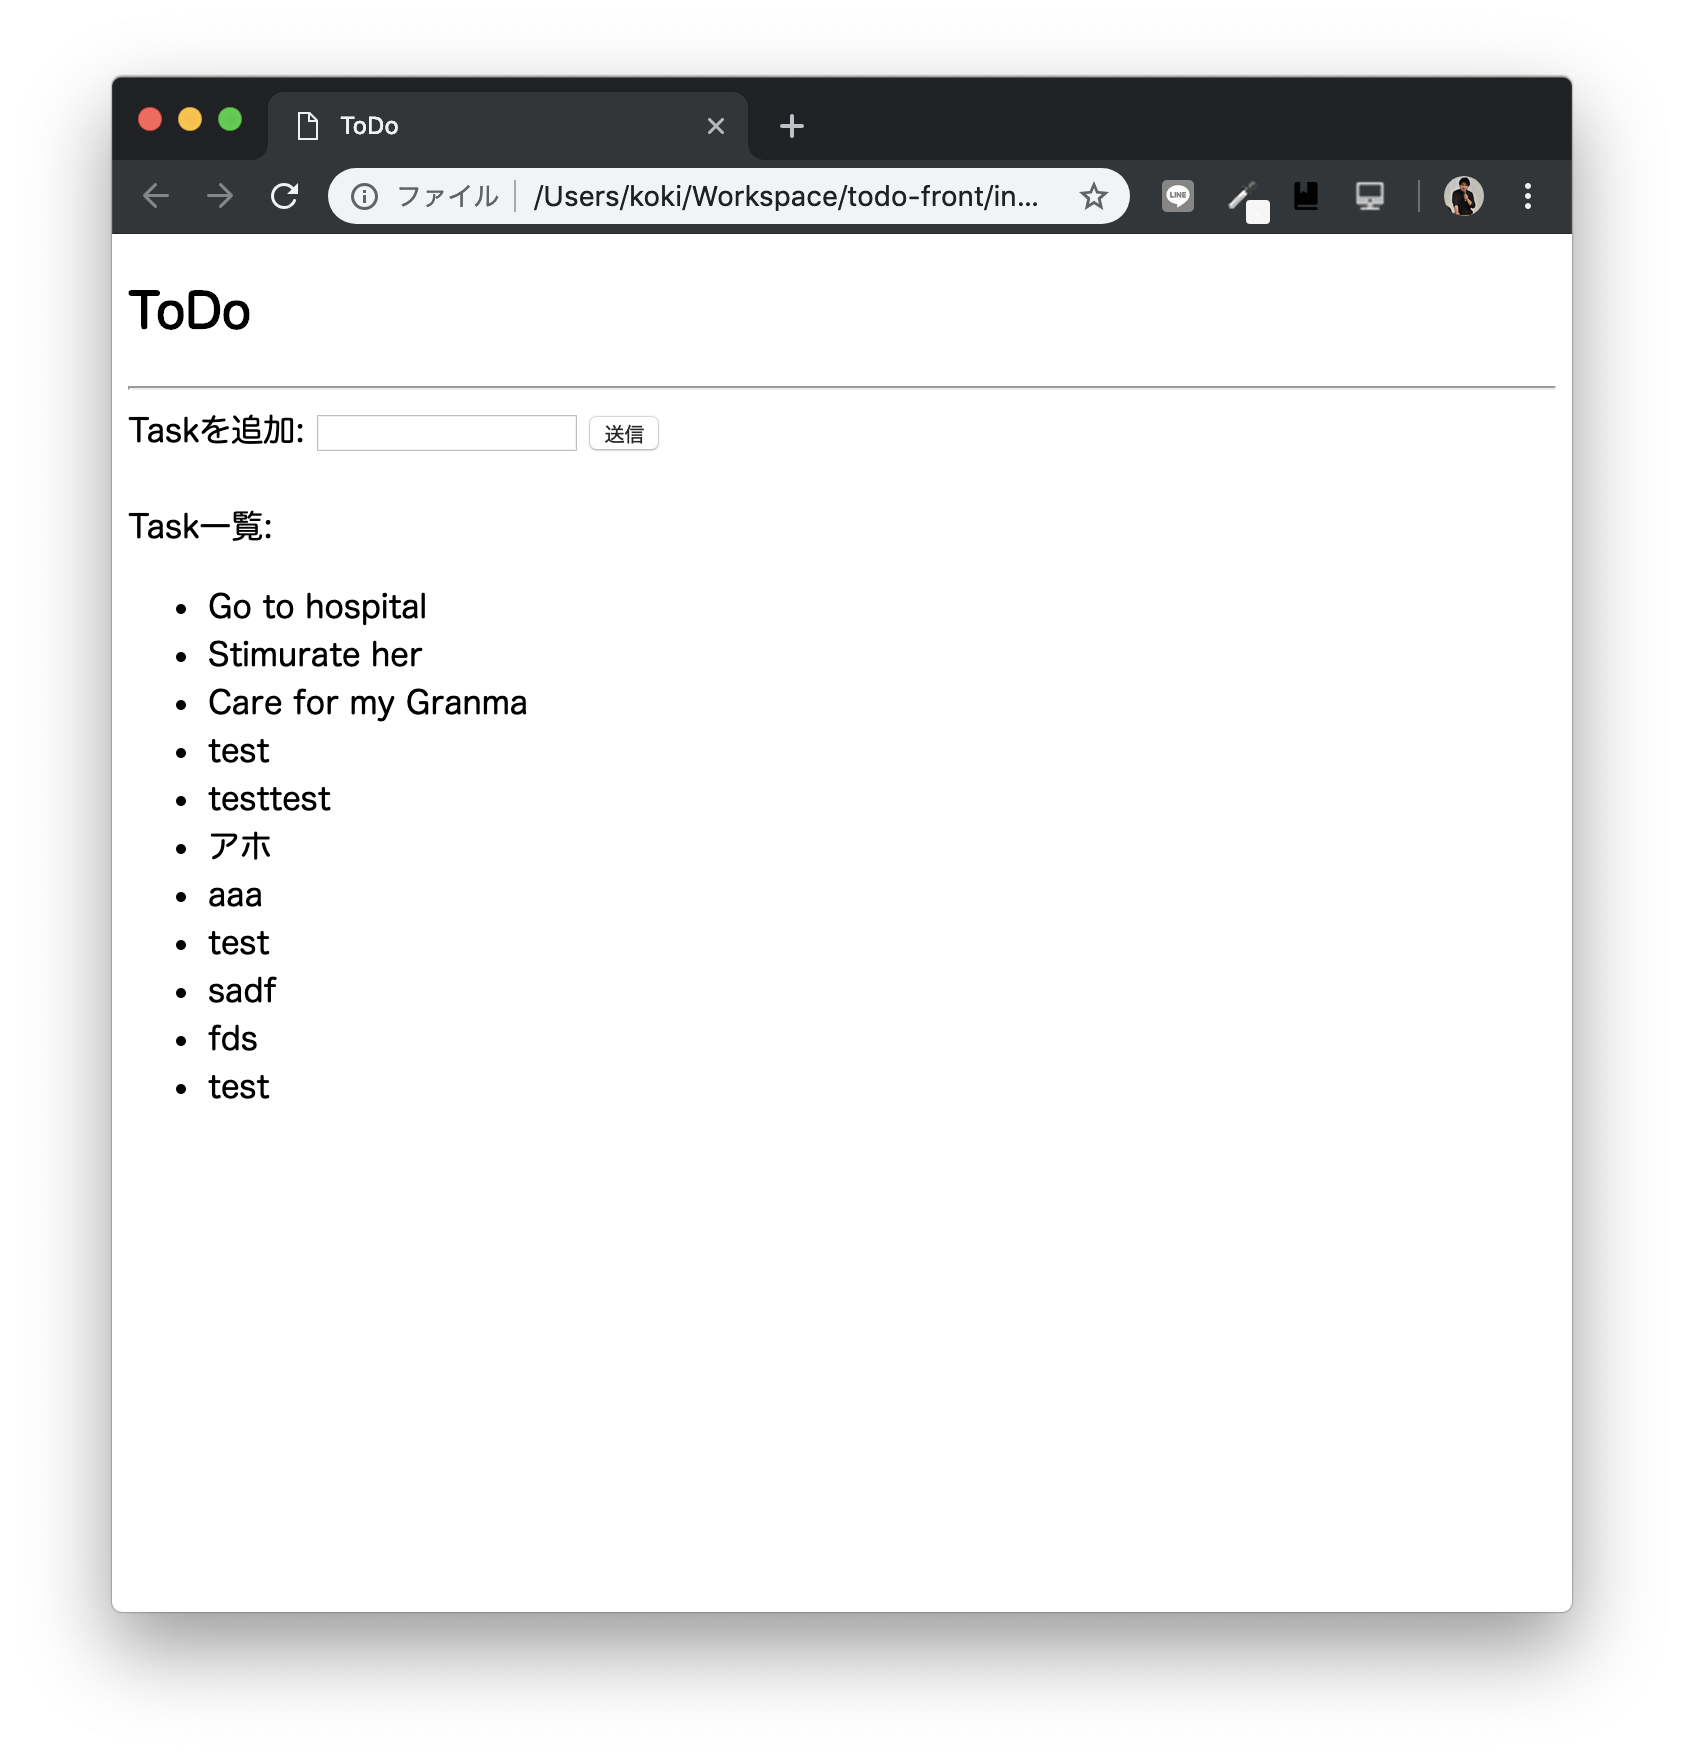 ToDo
ファイル /Users/koki/Workspace/todo-front/in...
LINE
ToDo
Taskを追加: 送信
Task一覧:
• Go to hospital
• Stimurate her
• Care for my Granma
• test
• testtest
• アホ
• aaa
• test
• sadf
• fds
• test